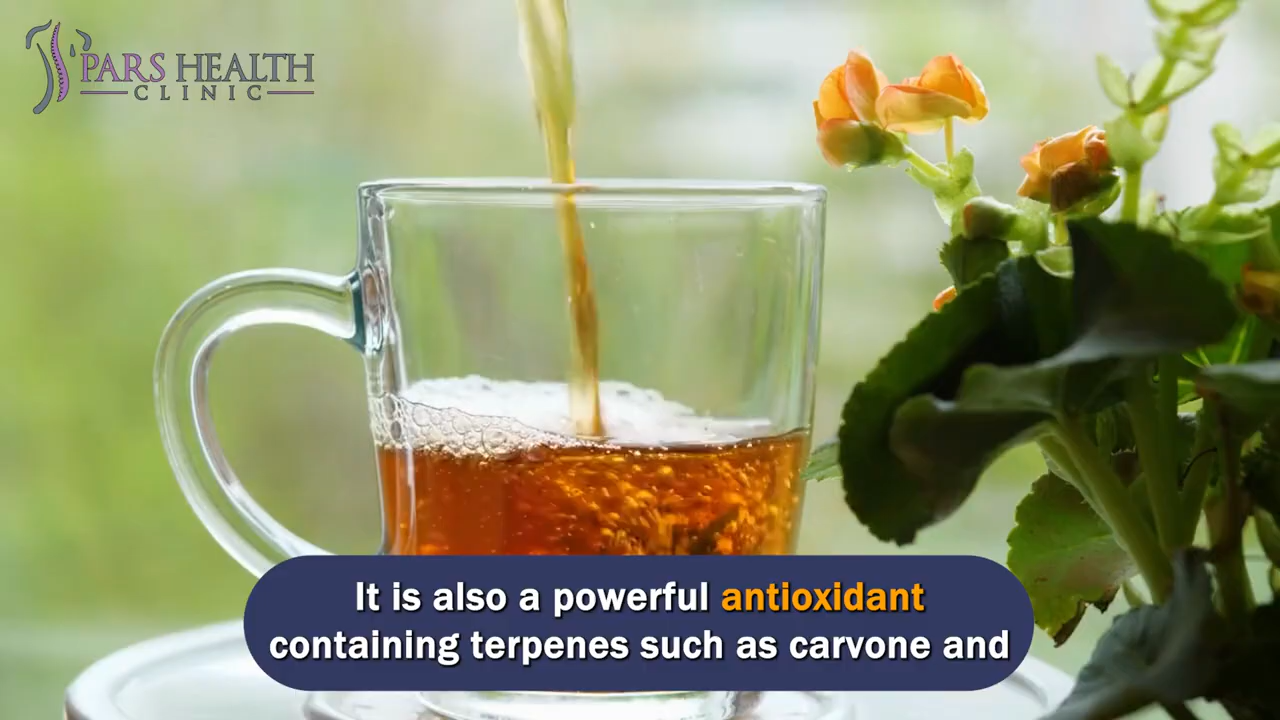 PARS HEALTH
CLINIC
It is also a powerful antioxidant
containing terpenes such as carvone and